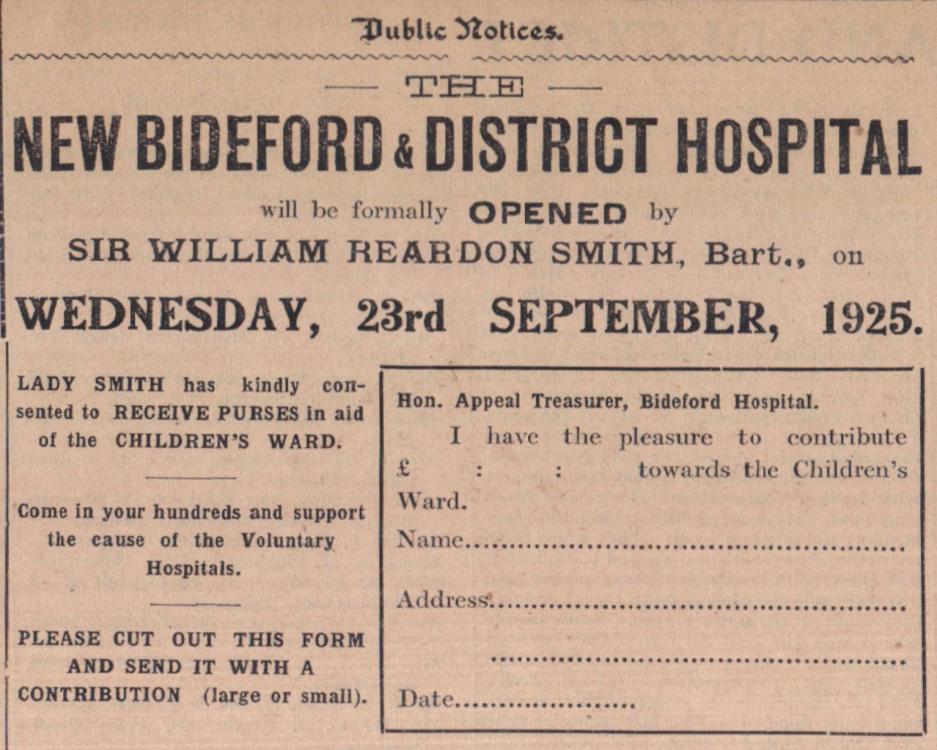 Public Notices.
THE
NEW BIDEFORD & DISTRICT HOSPITAL
will be formally OPENED by
SIR WILLIAM REARDON SMITH, Bart., on
WEDNESDAY, 23rd SEPTEMBER, 1925.
LADY SMITH has kindly con-
sented to RECEIVE PURSES in aid
of the CHILDREN'S WARD.
Come in your hundreds and support
the cause of the Voluntary
Hospitals.
PLEASE CUT OUT THIS FORM
AND SEND IT WITH A
CONTRIBUTION (large or small).
Hon. Appeal Treasurer, Bideford Hospital.
I have the pleasure to contribute
£ : : towards the Children's
Ward.
Name
Address
Date